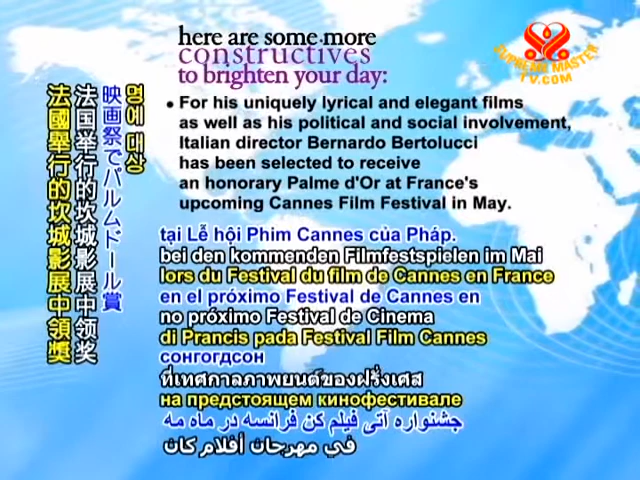 here are some more
constructives
to brighten your day:
SUPREME MASTER
TV.COM
• For his uniquely lyrical and elegant films
as well as his political and social involvement,
Italian director Bernardo Bertolucci
has been selected to receive
an honorary Palme d'Or at France's
upcoming Cannes Film Festival in May.
명예 대상
映画祭でパルムドール賞
法国举行的坎城影展中领奖
法國舉行的坎城影展中領獎
tại Lễ hội Phim Cannes của Pháp.
bei den kommenden Filmfestspielen im Mai
lors du Festival du film de Cannes en France
en el próximo Festival de Cannes en
no próximo Festival de Cinema
di Prancis pada Festival Film Cannes
сонгогдсон
ที่เทศกาลภาพยนต์ของฝรั่งเศส
на предстоящем кинофестивале
جشنواره آتی فیلم کن فرانسه در ماه مه
في مهرجان أفلام كان